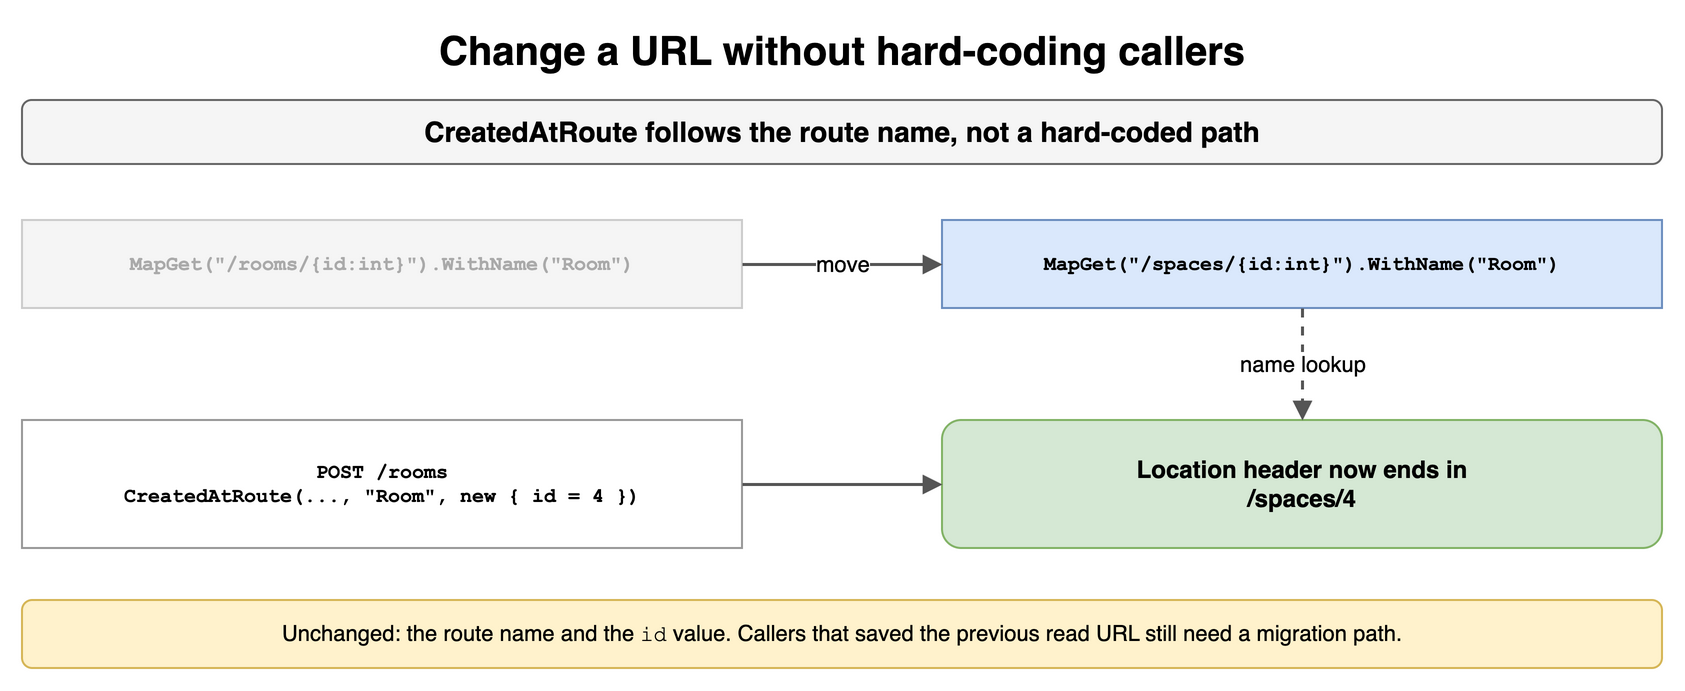 Change a URL without hard-coding callers
CreatedAtRoute follows the route name, not a hard-coded path
MapGet("/rooms/{id:int}").WithName("Room")
move
MapGet("/spaces/{id:int}").WithName("Room")
name lookup
POST /rooms
CreatedAtRoute(..., "Room", new { id = 4 })
Location header now ends in
/spaces/4
Unchanged: the route name and the id value. Callers that saved the previous read URL still need a migration path.